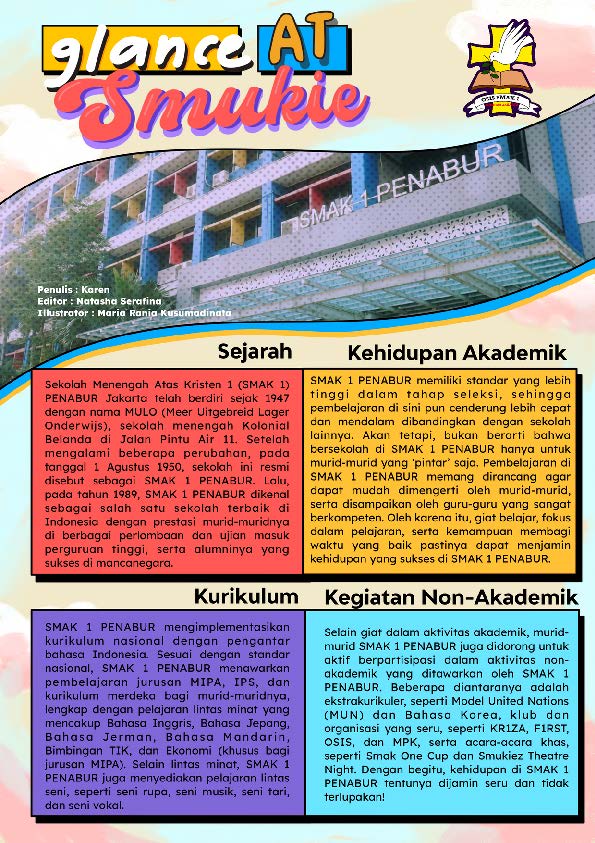 glance AT
Smukie
OSIS SMAK 1
SMAK 1 PENABUR
Penulis : Karen
Editor : Natasha Serafina
Illustrator : Maria Rania Kusumadinata
Sejarah
Sekolah Menengah Atas Kristen 1 (SMAK 1)
PENABUR Jakarta telah berdiri sejak 1947
dengan nama MULO (Meer Uitgebreid Lager
Onderwijs), sekolah menengah Kolonial
Belanda di Jalan Pintu Air 11. Setelah
mengalami beberapa perubahan, pada
tanggal 1 Agustus 1950, sekolah ini resmi
disebut sebagai SMAK 1 PENABUR. Lalu,
pada tahun 1989, SMAK 1 PENABUR dikenal
sebagai salah satu sekolah terbaik di
Indonesia dengan prestasi murid-muridnya
di berbagai perlombaan dan ujian masuk
perguruan tinggi, serta alumninya yang
sukses di mancanegara.
Kehidupan Akademik
SMAK 1 PENABUR memiliki standar yang lebih
tinggi dalam tahap seleksi, sehingga
pembelajaran di sini pun cenderung lebih cepat
dan mendalam dibandingkan dengan sekolah
lainnya. Akan tetapi, bukan berarti bahwa
bersekolah di SMAK 1 PENABUR hanya untuk
murid-murid yang ‘pintar’ saja. Pembelajaran di
SMAK 1 PENABUR memang dirancang agar
dapat mudah dimengerti oleh murid-murid,
serta disampaikan oleh guru-guru yang sangat
berkompeten. Oleh karena itu, giat belajar, fokus
dalam pelajaran, serta kemampuan membagi
waktu yang baik pastinya dapat menjamin
kehidupan yang sukses di SMAK 1 PENABUR.
Kurikulum
SMAK 1 PENABUR mengimplementasikan
kurikulum nasional dengan pengantar
bahasa Indonesia. Sesuai dengan standar
nasional, SMAK 1 PENABUR menawarkan
pembelajaran jurusan MIPA, IPS, dan
kurikulum merdeka bagi murid-muridnya,
lengkap dengan pelajaran lintas minat yang
mencakup Bahasa Inggris, Bahasa Jepang,
Bahasa Jerman, Bahasa Mandarin,
Bimbingan TIK, dan Ekonomi (khusus bagi
jurusan MIPA). Selain lintas minat, SMAK 1
PENABUR juga menyediakan pelajaran lintas
seni, seperti seni rupa, seni musik, seni tari,
dan seni vokal.
Kegiatan Non-Akademik
Selain giat dalam aktivitas akademik, murid-
murid SMAK 1 PENABUR juga didorong untuk
aktif berpartisipasi dalam aktivitas non-
akademik yang ditawarkan oleh SMAK 1
PENABUR. Beberapa diantaranya adalah
ekstrakurikuler, seperti Model United Nations
(MUN) dan Bahasa Korea, klub dan
organisasi yang seru, seperti KR1ZA, F1RST,
OSIS, dan MPK, serta acara-acara khas,
seperti Smak One Cup dan Smukiez Theatre
Night. Dengan begitu, kehidupan di SMAK 1
PENABUR tentunya dijamin seru dan tidak
terlupakan!